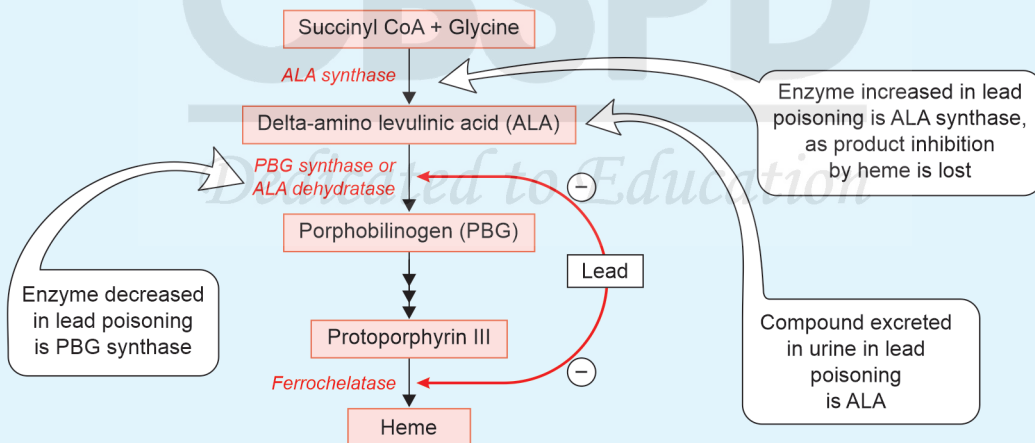 CBSPD
Succinyl CoA + Glycine
ALA synthase
Delta-amino levulinic acid (ALA)
Enzyme increased in lead
poisoning is ALA synthase,
as product inhibition
by heme is lost
Dedicated to Education
PBG synthase or
ALA dehydratase
−
Porphobilinogen (PBG)
Lead
Enzyme decreased
in lead poisoning
is PBG synthase
Protoporphyrin III
Compound excreted
in urine in lead
poisoning
is ALA
Ferrochelatase
−
Heme